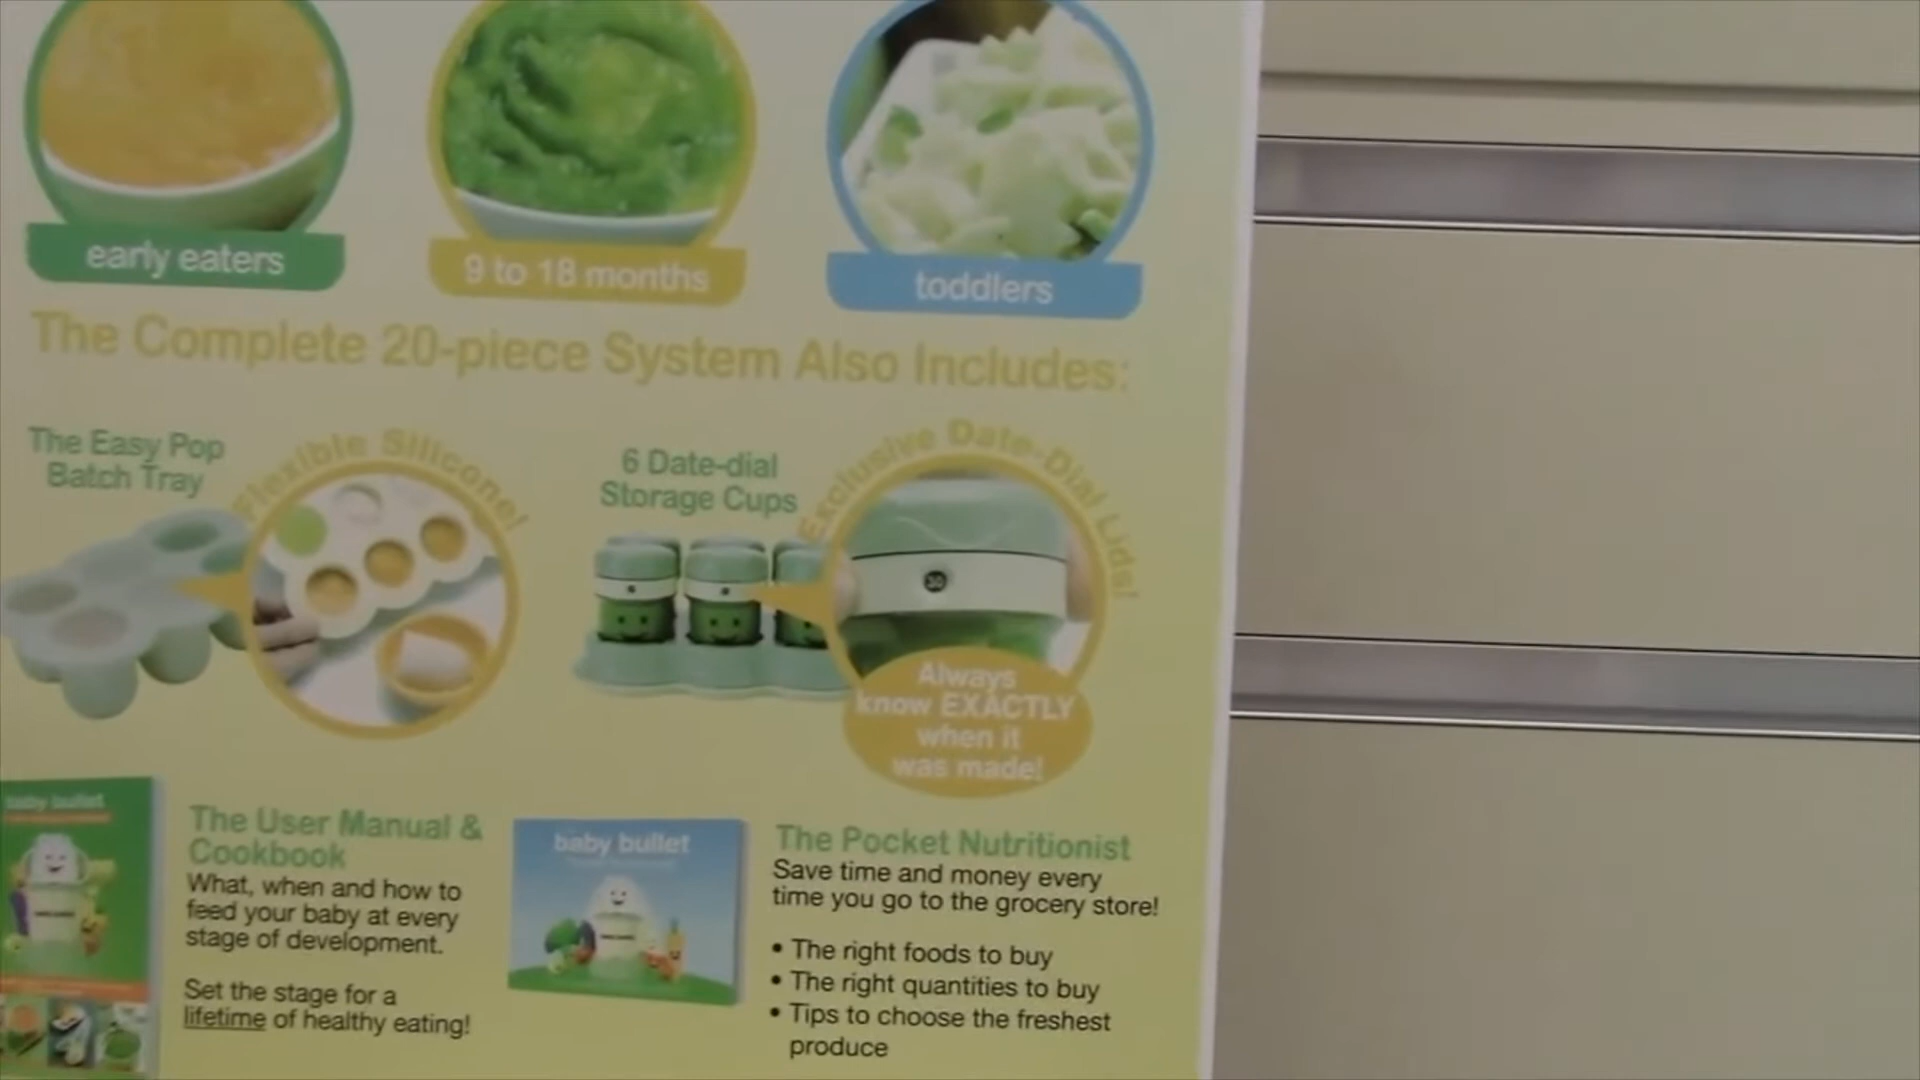 early eaters
9 to 18 months
toddlers
The Complete 20-piece System Also Includes:
The Easy Pop
Batch Tray
Flexible Silicone!
6 Date-dial
Storage Cups
Exclusive Date-Dial Lids!
30
Always
know EXACTLY
when it
was made!
baby bullet
The User Manual &
Cookbook
What, when and how to
feed your baby at every
stage of development.
Set the stage for a
lifetime of healthy eating!
baby bullet
The Pocket Nutritionist
Save time and money every
time you go to the grocery store!
• The right foods to buy
• The right quantities to buy
• Tips to choose the freshest
produce